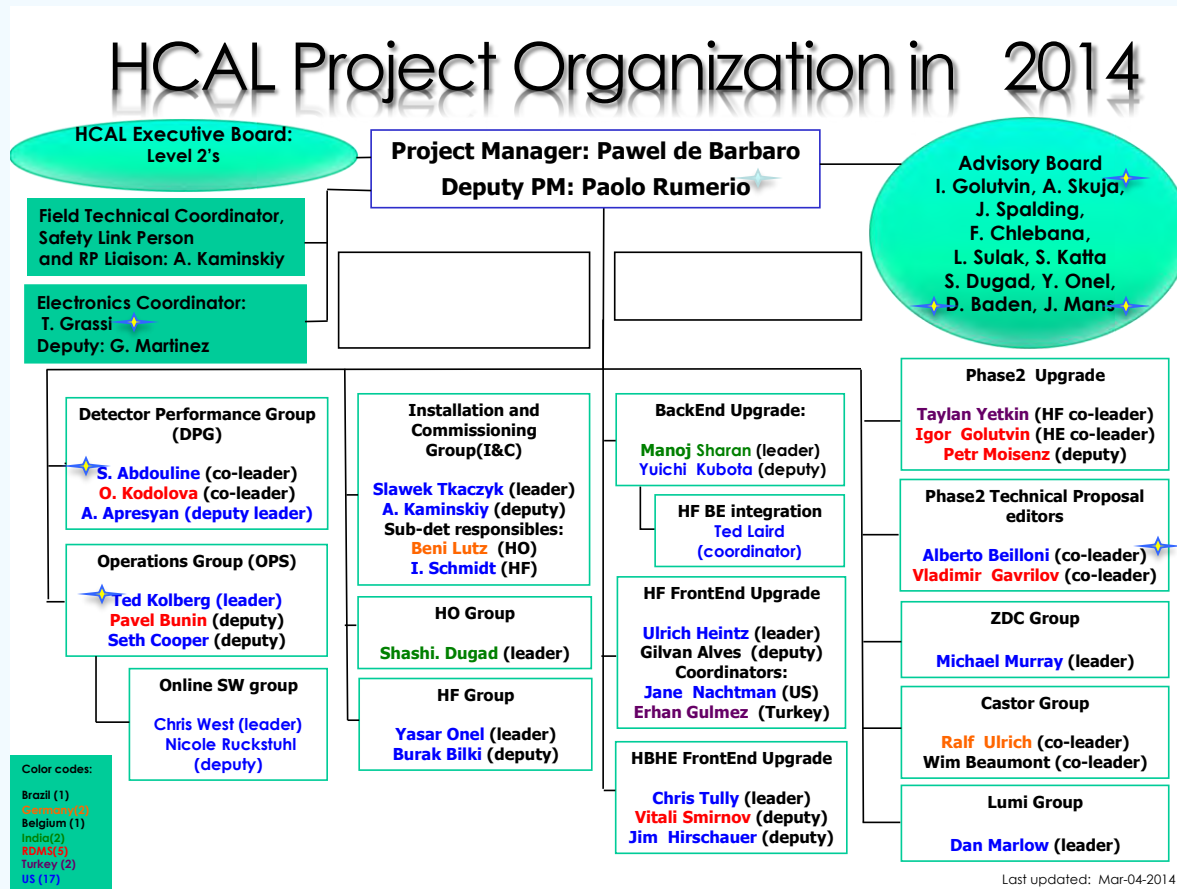 HCAL Project Organization in 2014
HCAL Executive Board:
Level 2's
Project Manager: Pawel de Barbaro
Deputy PM: Paolo Rumerio
Advisory Board
I. Golutvin, A. Skuja,
J. Spalding,
F. Chlebana,
L. Sulak, S. Katta
S. Dugad, Y. Onel,
D. Baden, J. Mans
Field Technical Coordinator,
Safety Link Person
and RP Liaison: A. Kaminskiy
Electronics Coordinator:
T. Grassi
Deputy: G. Martinez
Detector Performance Group
(DPG)
S. Abdouline (co-leader)
O. Kodolova (co-leader)
A. Apresyan (deputy leader)
Operations Group (OPS)
Ted Kolberg (leader)
Pavel Bunin (deputy)
Seth Cooper (deputy)
Online SW group
Chris West (leader)
Nicole Ruckstuhl
(deputy)
Installation and
Commissioning
Group(I&C)
Slawek Tkaczyk (leader)
A. Kaminskiy (deputy)
Sub-det responsibles:
Beni Lutz (HO)
I. Schmidt (HF)
HO Group
Shashi. Dugad (leader)
HF Group
Yasar Onel (leader)
Burak Bilki (deputy)
BackEnd Upgrade:
Manoj Sharan (leader)
Yuichi Kubota (deputy)
HF BE integration
Ted Laird
(coordinator)
HF FrontEnd Upgrade
Ulrich Heintz (leader)
Gilvan Alves (deputy)
Coordinators:
Jane Nachtman (US)
Erhan Gulmez (Turkey)
HBHE FrontEnd Upgrade
Chris Tully (leader)
Vitali Smirnov (deputy)
Jim Hirschauer (deputy)
Phase2 Upgrade
Taylan Yetkin (HF co-leader)
Igor Golutvin (HE co-leader)
Petr Moisenz (deputy)
Phase2 Technical Proposal
editors
Alberto Beilloni (co-leader)
Vladimir Gavrilov (co-leader)
ZDC Group
Michael Murray (leader)
Castor Group
Ralf Ulrich (co-leader)
Wim Beaumont (co-leader)
Lumi Group
Dan Marlow (leader)
Color codes:
Brazil (1)
Belgium (1)
India(2)
RDMS(5)
Turkey (2)
US (17)
Last updated: Mar-04-2014